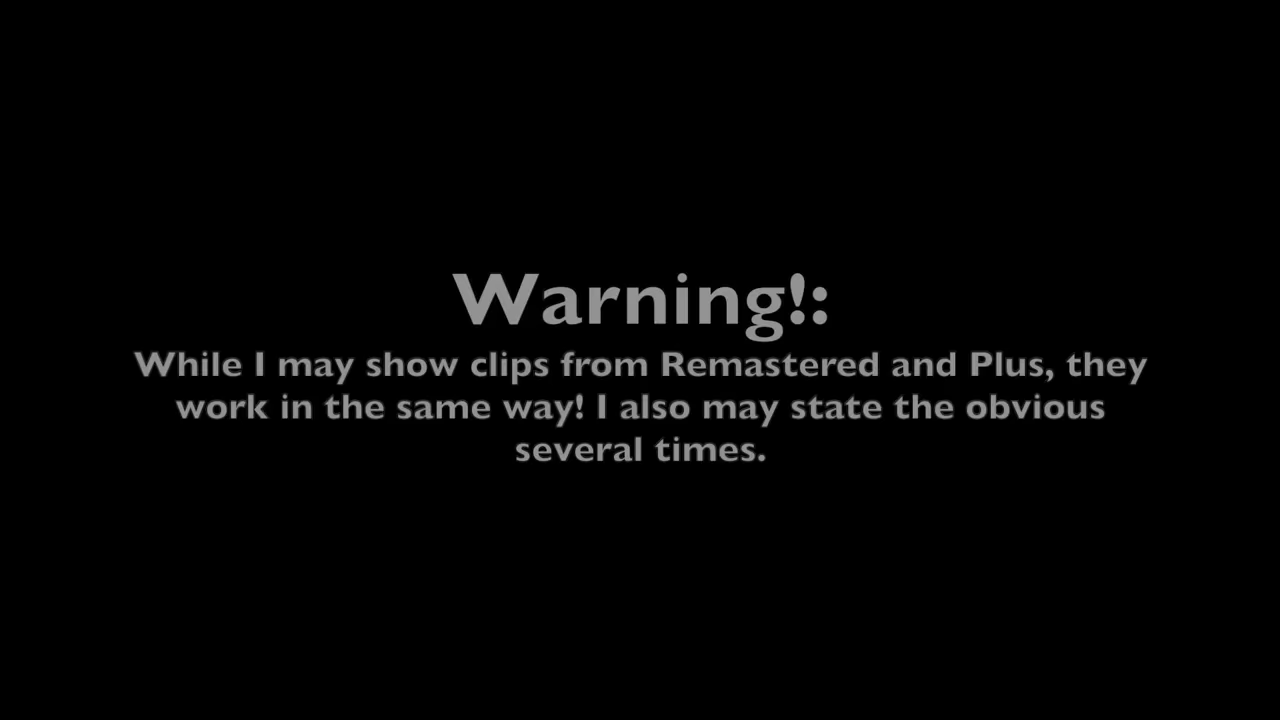 Warning!:
While I may show clips from Remastered and Plus, they
work in the same way! I also may state the obvious
several times.